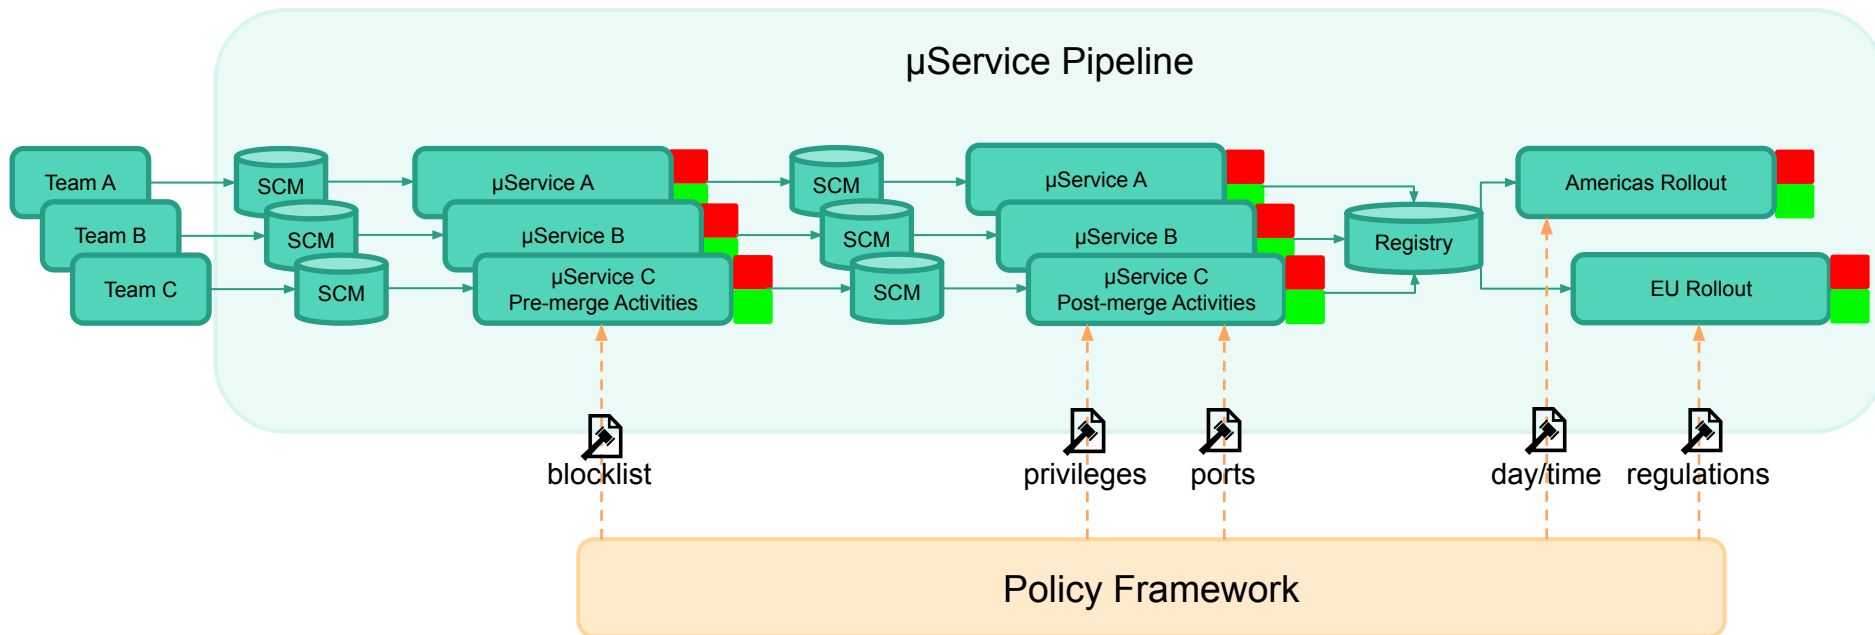 µService Pipeline
Team A
SCM
µService A
SCM
µService A
Americas Rollout
Team B
SCM
µService B
SCM
µService B
Registry
Team C
SCM
µService C
Pre-merge Activities
SCM
µService C
Post-merge Activities
EU Rollout
blocklist
privileges
ports
day/time
regulations
Policy Framework